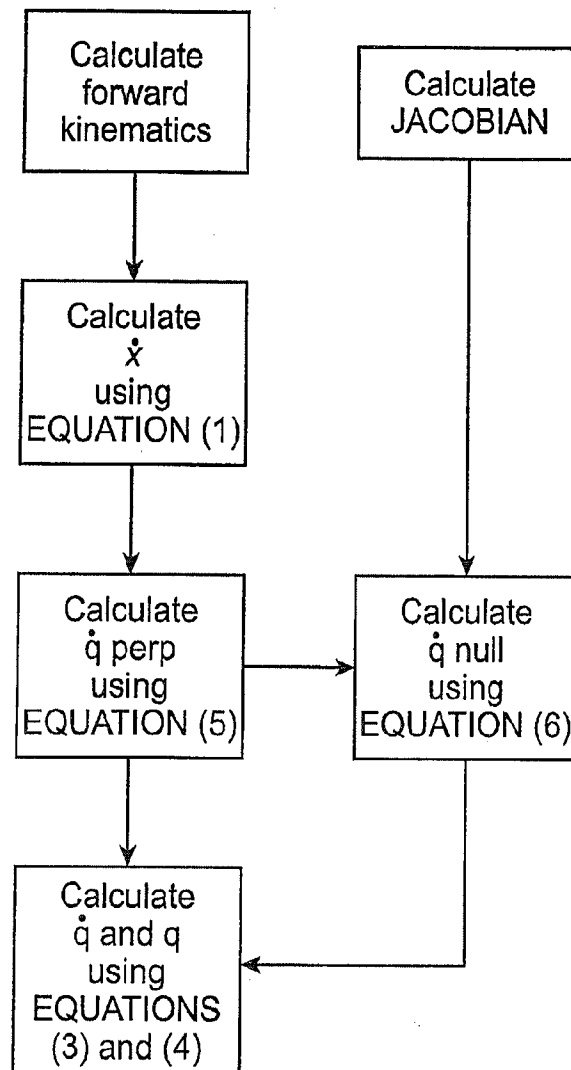 Calculate
forward
kinematics
Calculate
JACOBIAN
Calculate
ẋ
using
EQUATION (1)
Calculate
q̇ perp
using
EQUATION (5)
Calculate
q̇ null
using
EQUATION (6)
Calculate
q̇ and q
using
EQUATIONS
(3) and (4)